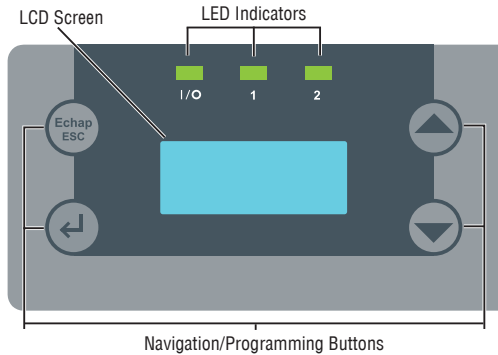 LCD Screen
LED Indicators
I/O
1
2
Echap
ESC
Navigation/Programming Buttons